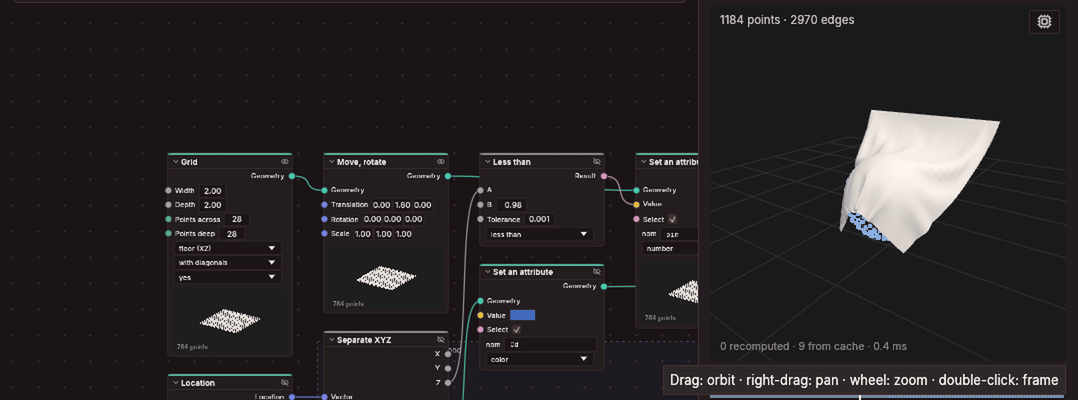 1184 points · 2970 edges
Grid
Geometry
Width 2.00
Depth 2.00
Points across 28
Points deep 28
floor (XZ)
with diagonals
yes
784 points
Move, rotate
Geometry
Geometry
Translation 0.00 1.60 0.00
Rotation 0.00 0.00 0.00
Scale 1.00 1.00 1.00
784 points
Less than
Result
A
B 0.98
Tolerance 0.001
less than
Set an attribu
Geometry
Value
Select
nom pin
number
784 points
Set an attribute
Geometry
Geometry
Value
Select
nom Cd
color
Separate XYZ
X
Y
Z
Vector
Location
Location
0 recomputed · 9 from cache · 0.4 ms
Drag: orbit · right-drag: pan · wheel: zoom · double-click: frame